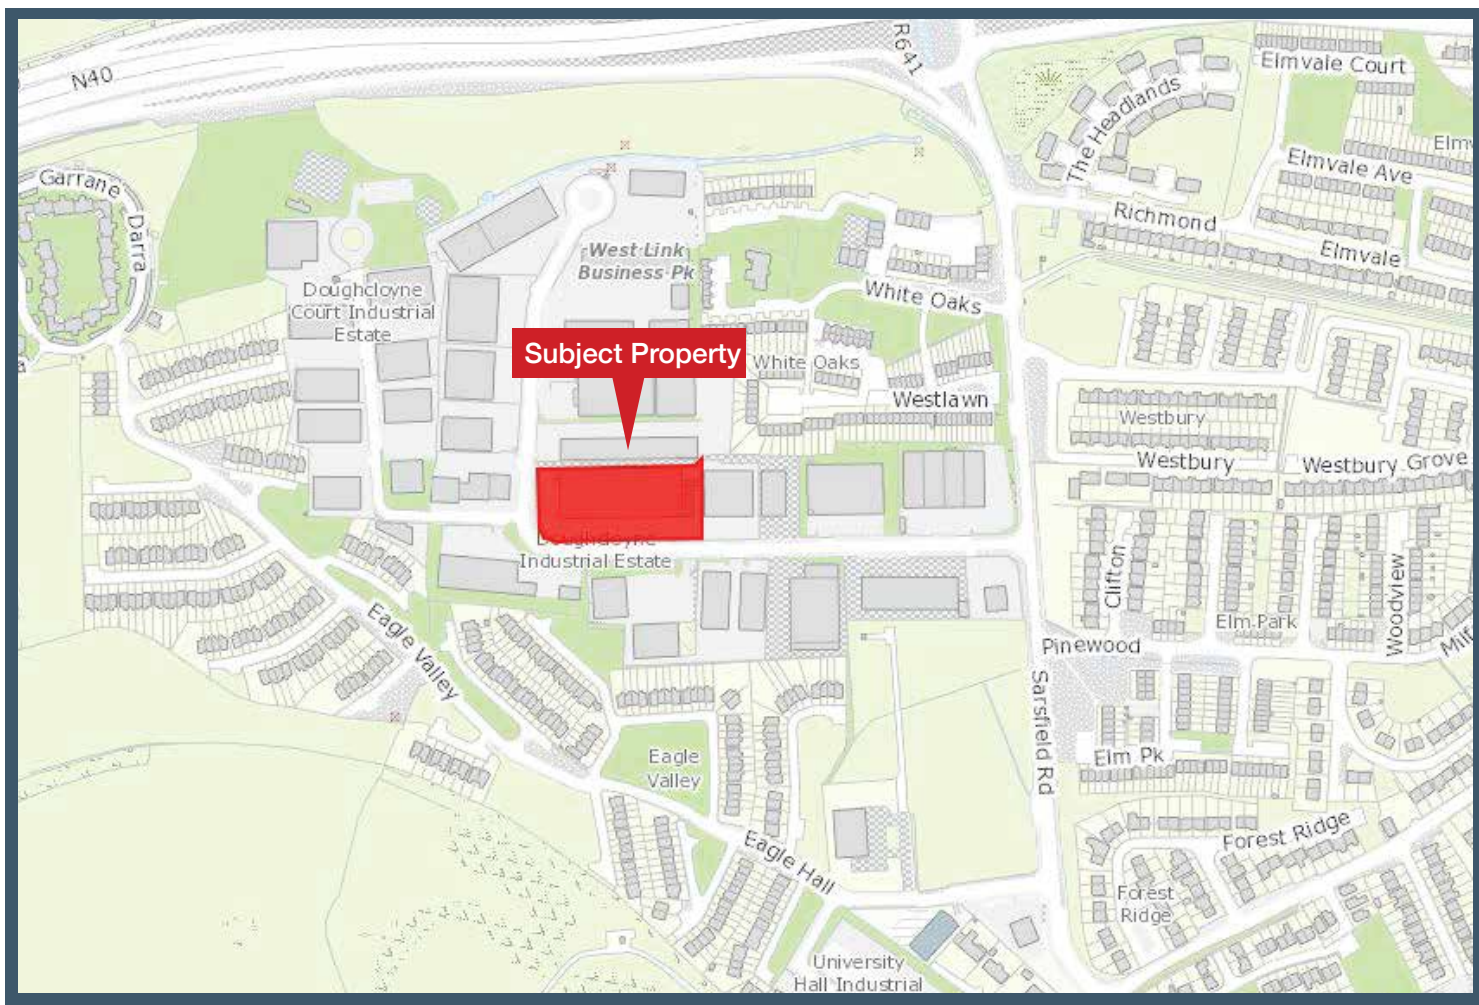 N40
R641
Elmvale Court
The Headlands
Elmvale Ave
Garrane
Darra
Richmond
Elmvale
West Link
Business Pk
Doughcloyne
Court Industrial
Estate
White Oaks
Subject Property
White Oaks
Westlawn
Westbury
Westbury
Westbury Grove
Doughcloyne
Industrial Estate
Clifton
Woodview
Eagle Valley
Elm Park
Pinewood
Sarsfield Rd
Eagle
Valley
Elm Pk
Forest Ridge
Eagle Hall
Forest
Ridge
University
Hall Industrial